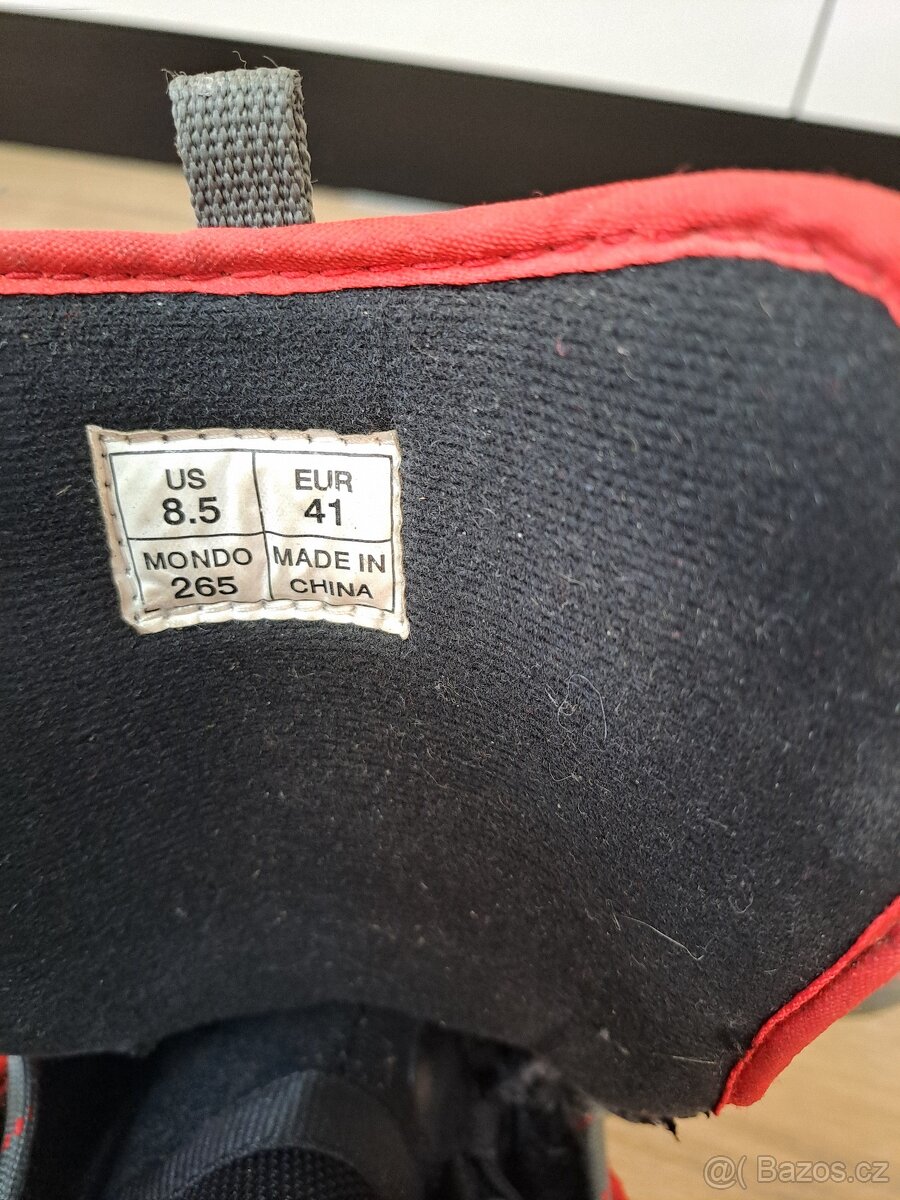 US
8.5
EUR
41
MONDO
265
MADE IN
CHINA
@( Bazos.cz